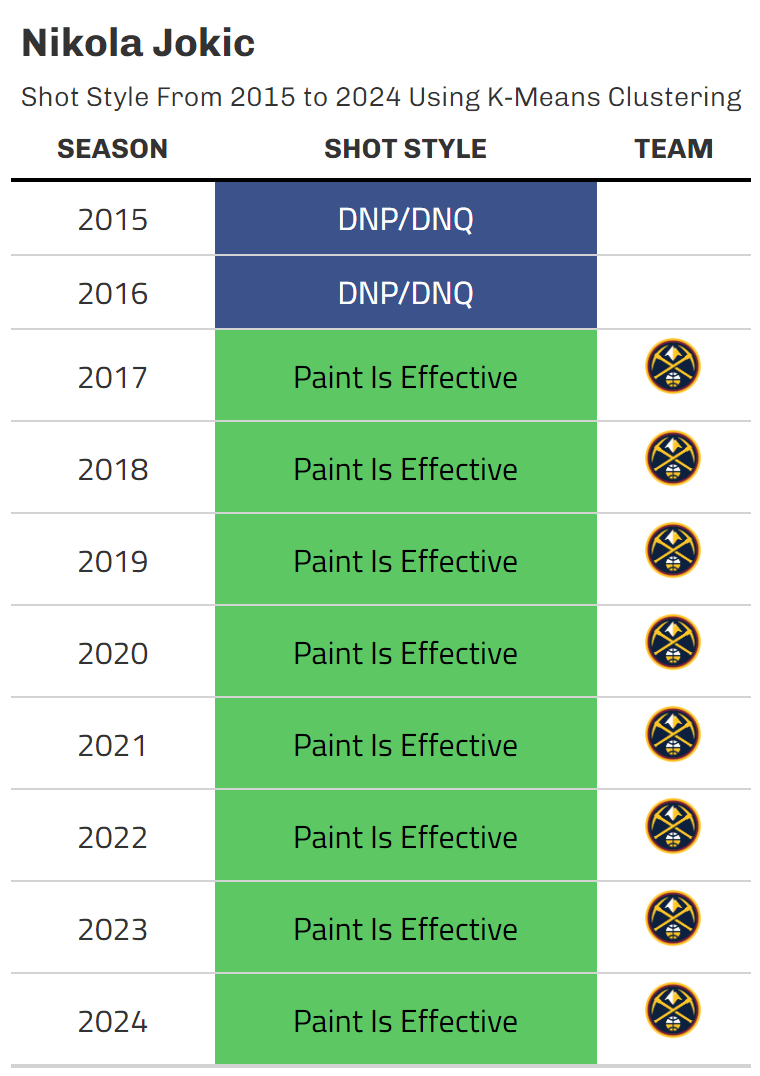 Nikola Jokic
Shot Style From 2015 to 2024 Using K-Means Clustering
SEASON SHOT STYLE TEAM
2015 DNP/DNQ
2016 DNP/DNQ
2017 Paint Is Effective
2018 Paint Is Effective
2019 Paint Is Effective
2020 Paint Is Effective
2021 Paint Is Effective
2022 Paint Is Effective
2023 Paint Is Effective
2024 Paint Is Effective